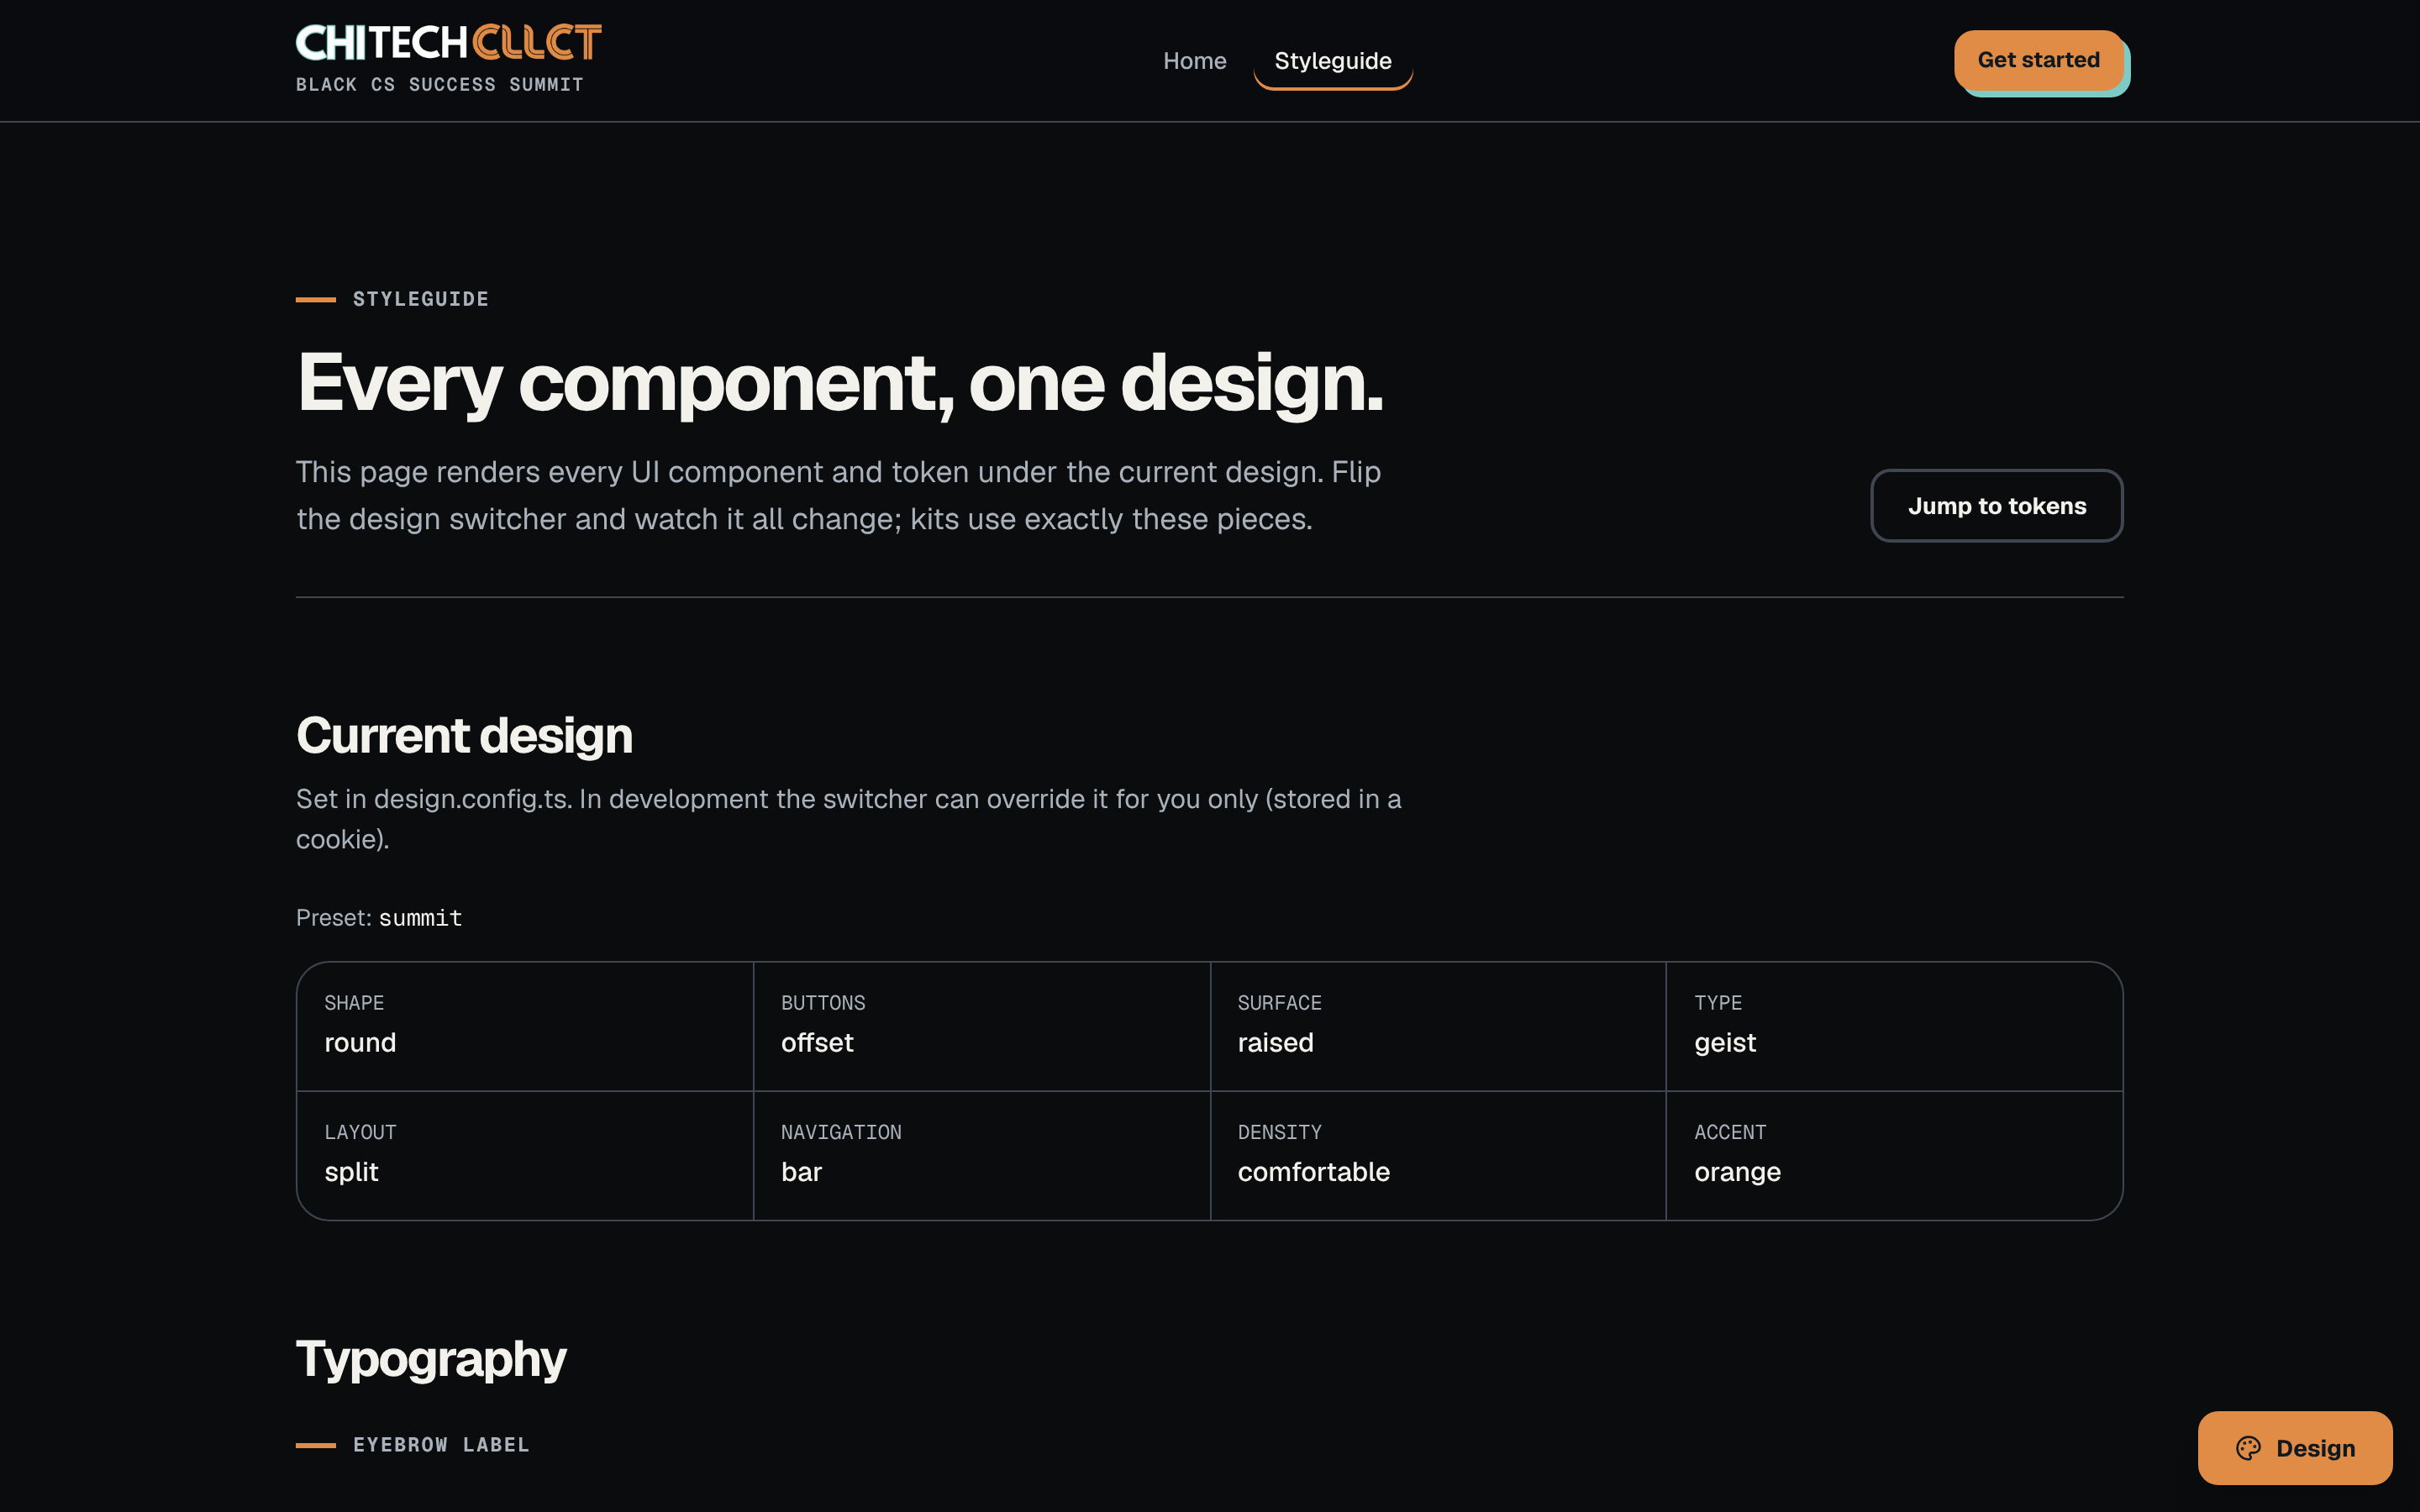 CHITECHCLLCT
BLACK CS SUCCESS SUMMIT
Home
Styleguide
Get started
STYLEGUIDE
Every component, one design.
This page renders every UI component and token under the current design. Flip
the design switcher and watch it all change; kits use exactly these pieces.
Jump to tokens
Current design
Set in design.config.ts. In development the switcher can override it for you only (stored in a
cookie).
Preset: summit
SHAPE
round
BUTTONS
offset
SURFACE
raised
TYPE
geist
LAYOUT
split
NAVIGATION
bar
DENSITY
comfortable
ACCENT
orange
Typography
EYEBROW LABEL
Design